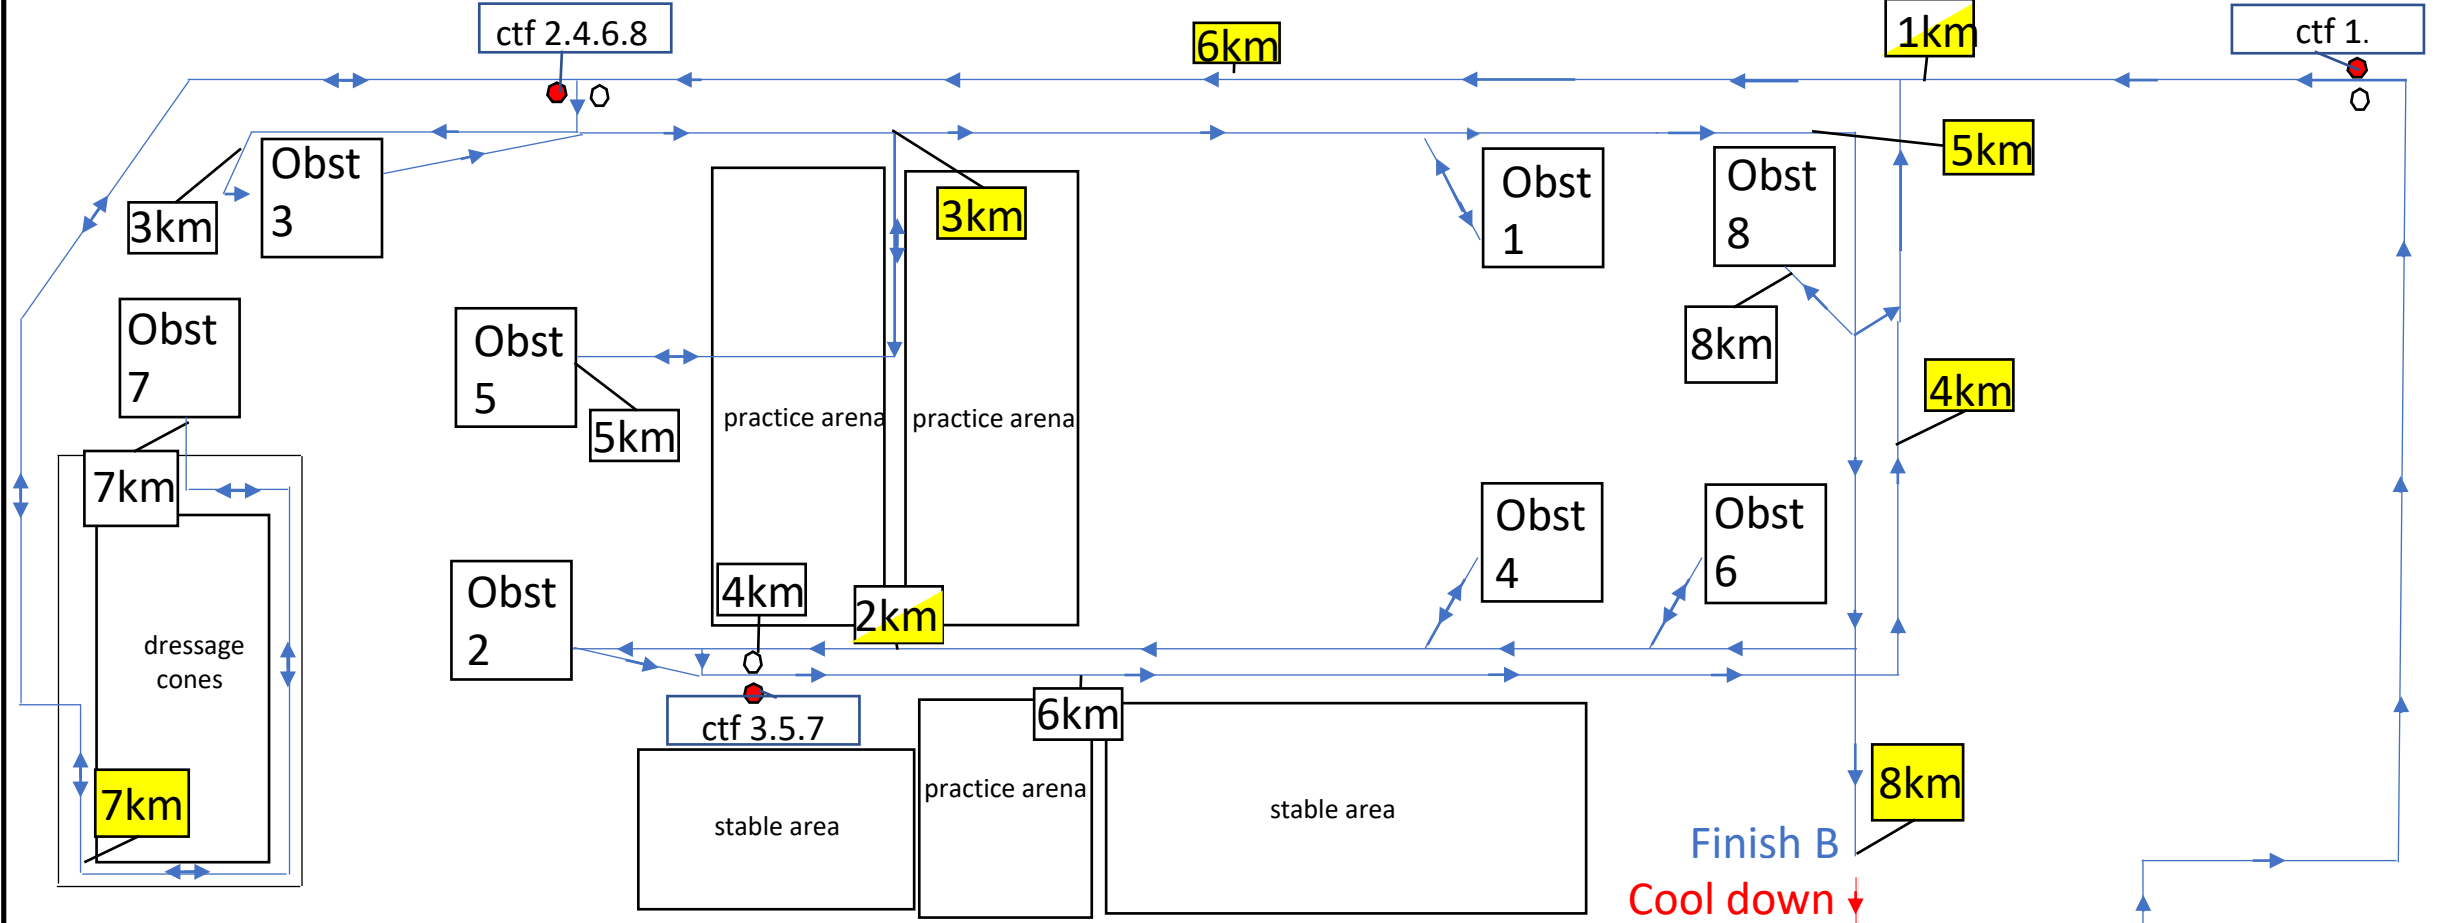 ctf 2.4.6.8
6km
1km
ctf 1.
Obst
3
3km
3km
Obst
1
Obst
8
5km
Obst
7
Obst
5
5km
practice arena
practice arena
8km
4km
7km
Obst
4
Obst
6
Obst
2
4km
2km
dressage
cones
ctf 3.5.7
6km
7km
stable area
practice arena
stable area
8km
Finish B
Cool down